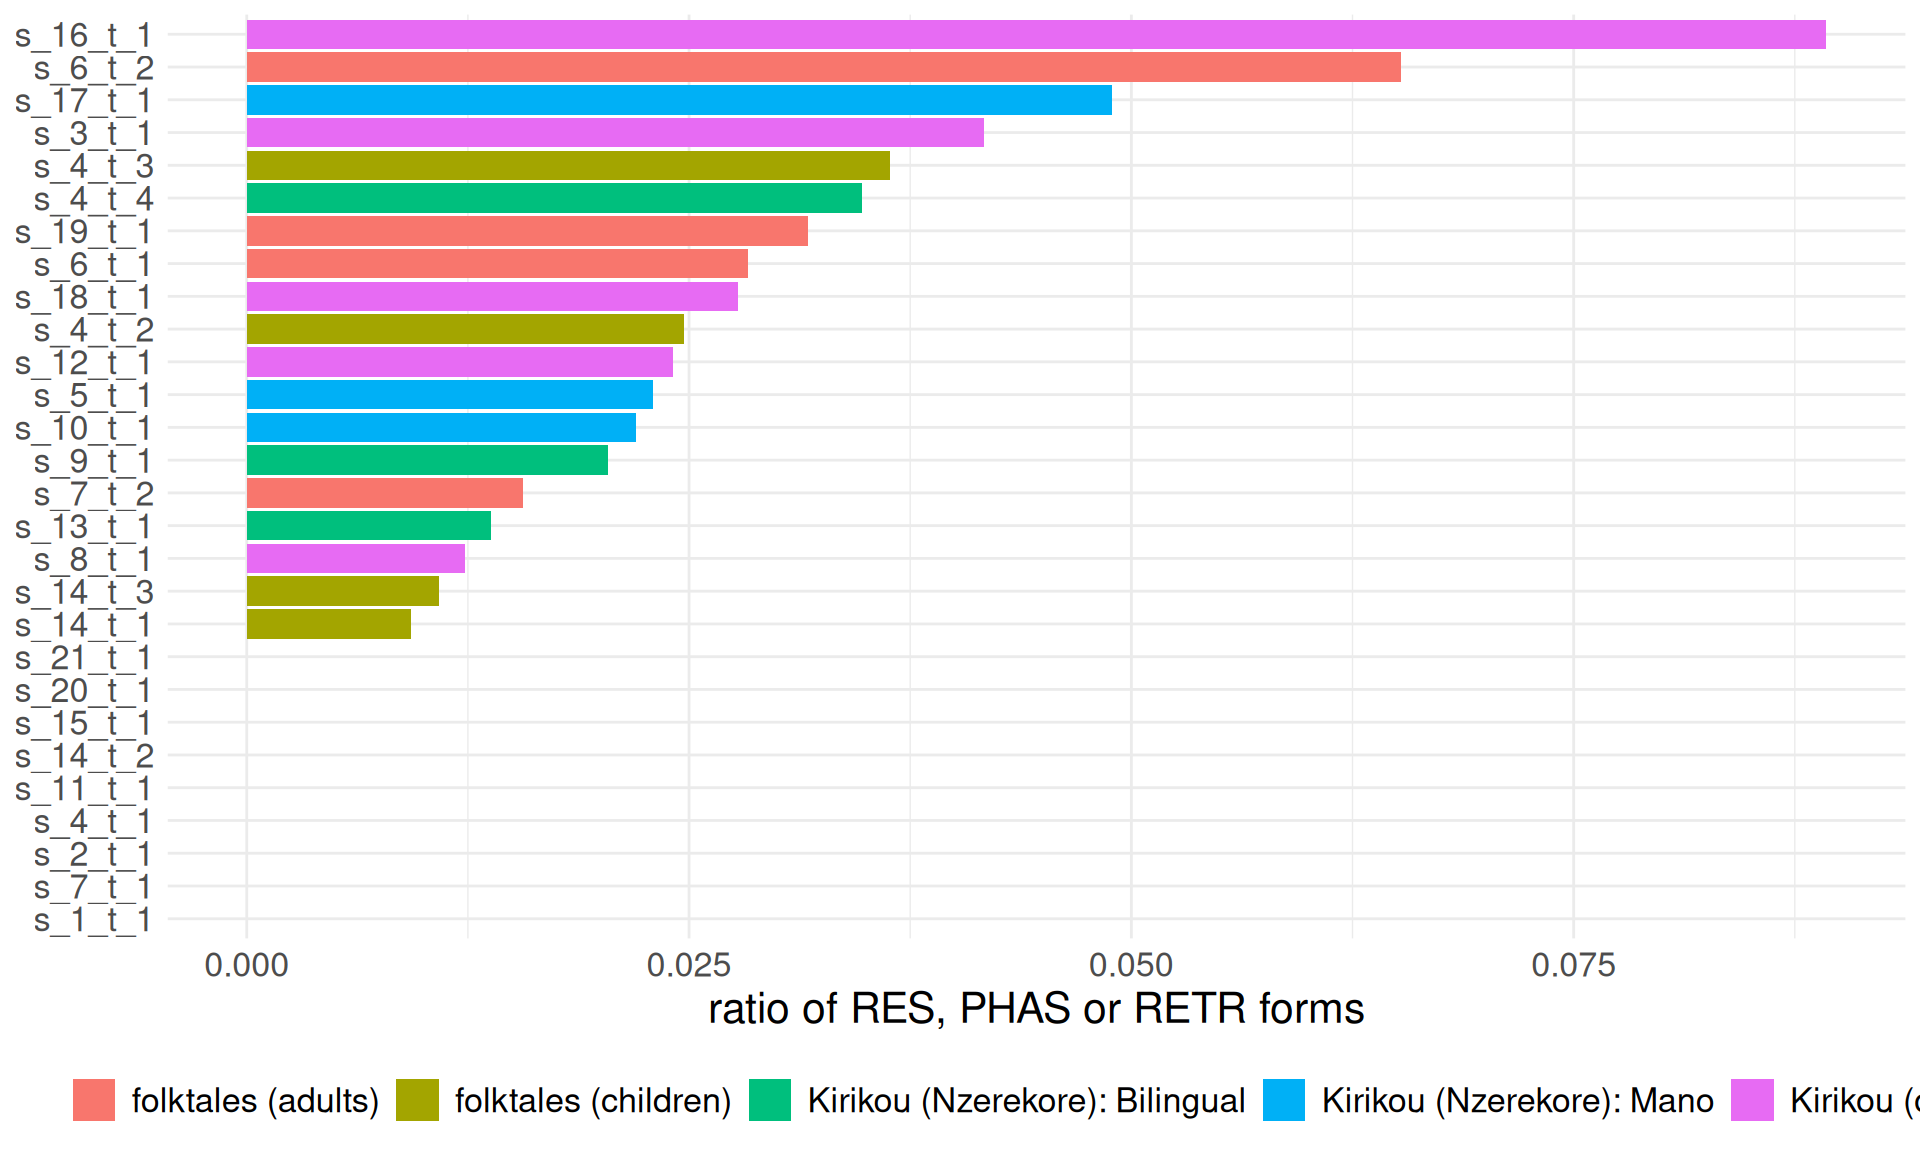 s_16_t_1
s_6_t_2
s_17_t_1
s_3_t_1
s_4_t_3
s_4_t_4
s_19_t_1
s_6_t_1
s_18_t_1
s_4_t_2
s_12_t_1
s_5_t_1
s_10_t_1
s_9_t_1
s_7_t_2
s_13_t_1
s_8_t_1
s_14_t_3
s_14_t_1
s_21_t_1
s_20_t_1
s_15_t_1
s_14_t_2
s_11_t_1
s_4_t_1
s_2_t_1
s_7_t_1
s_1_t_1
0.000 0.025 0.050 0.075
ratio of RES, PHAS or RETR forms
folktales (adults) folktales (children) Kirikou (Nzerekore): Bilingual Kirikou (Nzerekore): Mano Kirikou (